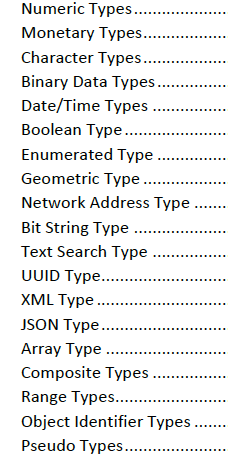 Numeric Types....................
Monetary Types..................
Character Types..................
Binary Data Types...............
Date/Time Types ................
Boolean Type......................
Enumerated Type ...............
Geometric Type..................
Network Address Type .......
Bit String Type ...................
Text Search Type ................
UUID Type...........................
XML Type ............................
JSON Type...........................
Array Type ..........................
Composite Types ................
Range Types........................
Object Identifier Types .......
Pseudo Types......................